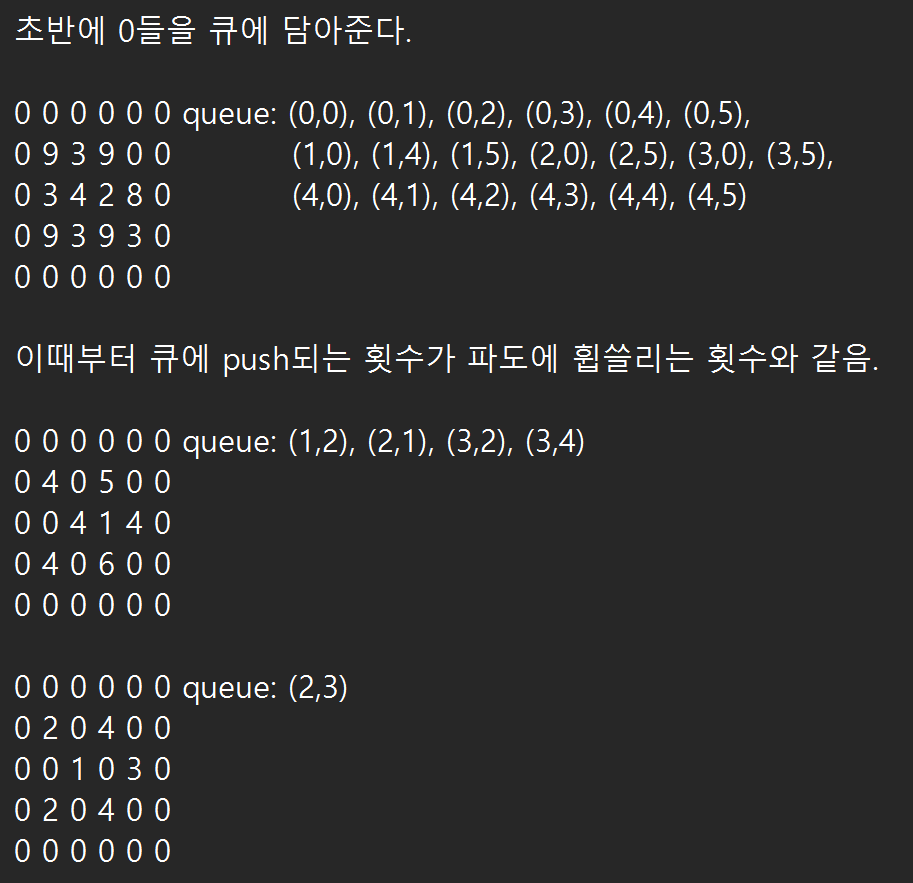 초반에 0들을 큐에 담아준다.
0 0 0 0 0 0 queue: (0,0), (0,1), (0,2), (0,3), (0,4), (0,5),
0 9 3 9 0 0 (1,0), (1,4), (1,5), (2,0), (2,5), (3,0), (3,5),
0 3 4 2 8 0 (4,0), (4,1), (4,2), (4,3), (4,4), (4,5)
0 9 3 9 3 0
0 0 0 0 0 0
이때부터 큐에 push되는 횟수가 파도에 휩쓸리는 횟수와 같음.
0 0 0 0 0 0 queue: (1,2), (2,1), (3,2), (3,4)
0 4 0 5 0 0
0 0 4 1 4 0
0 4 0 6 0 0
0 0 0 0 0 0
0 0 0 0 0 0 queue: (2,3)
0 2 0 4 0 0
0 0 1 0 3 0
0 2 0 4 0 0
0 0 0 0 0 0